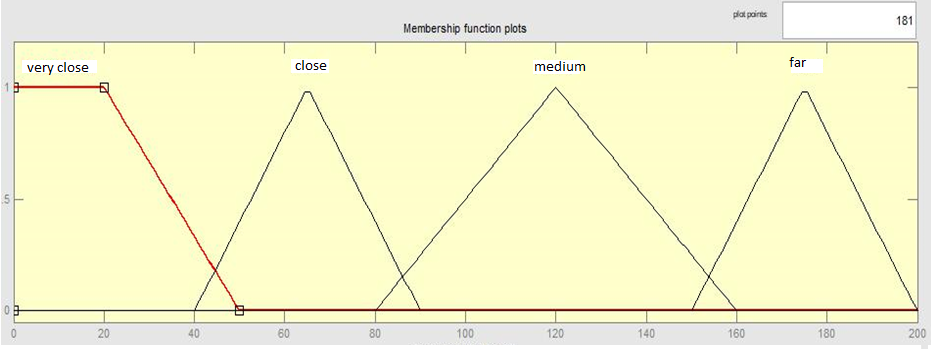 plot points:
181
Membership function plots
very close
close
medium
far
1
.5
0
0 20 40 60 80 100 120 140 160 180 200